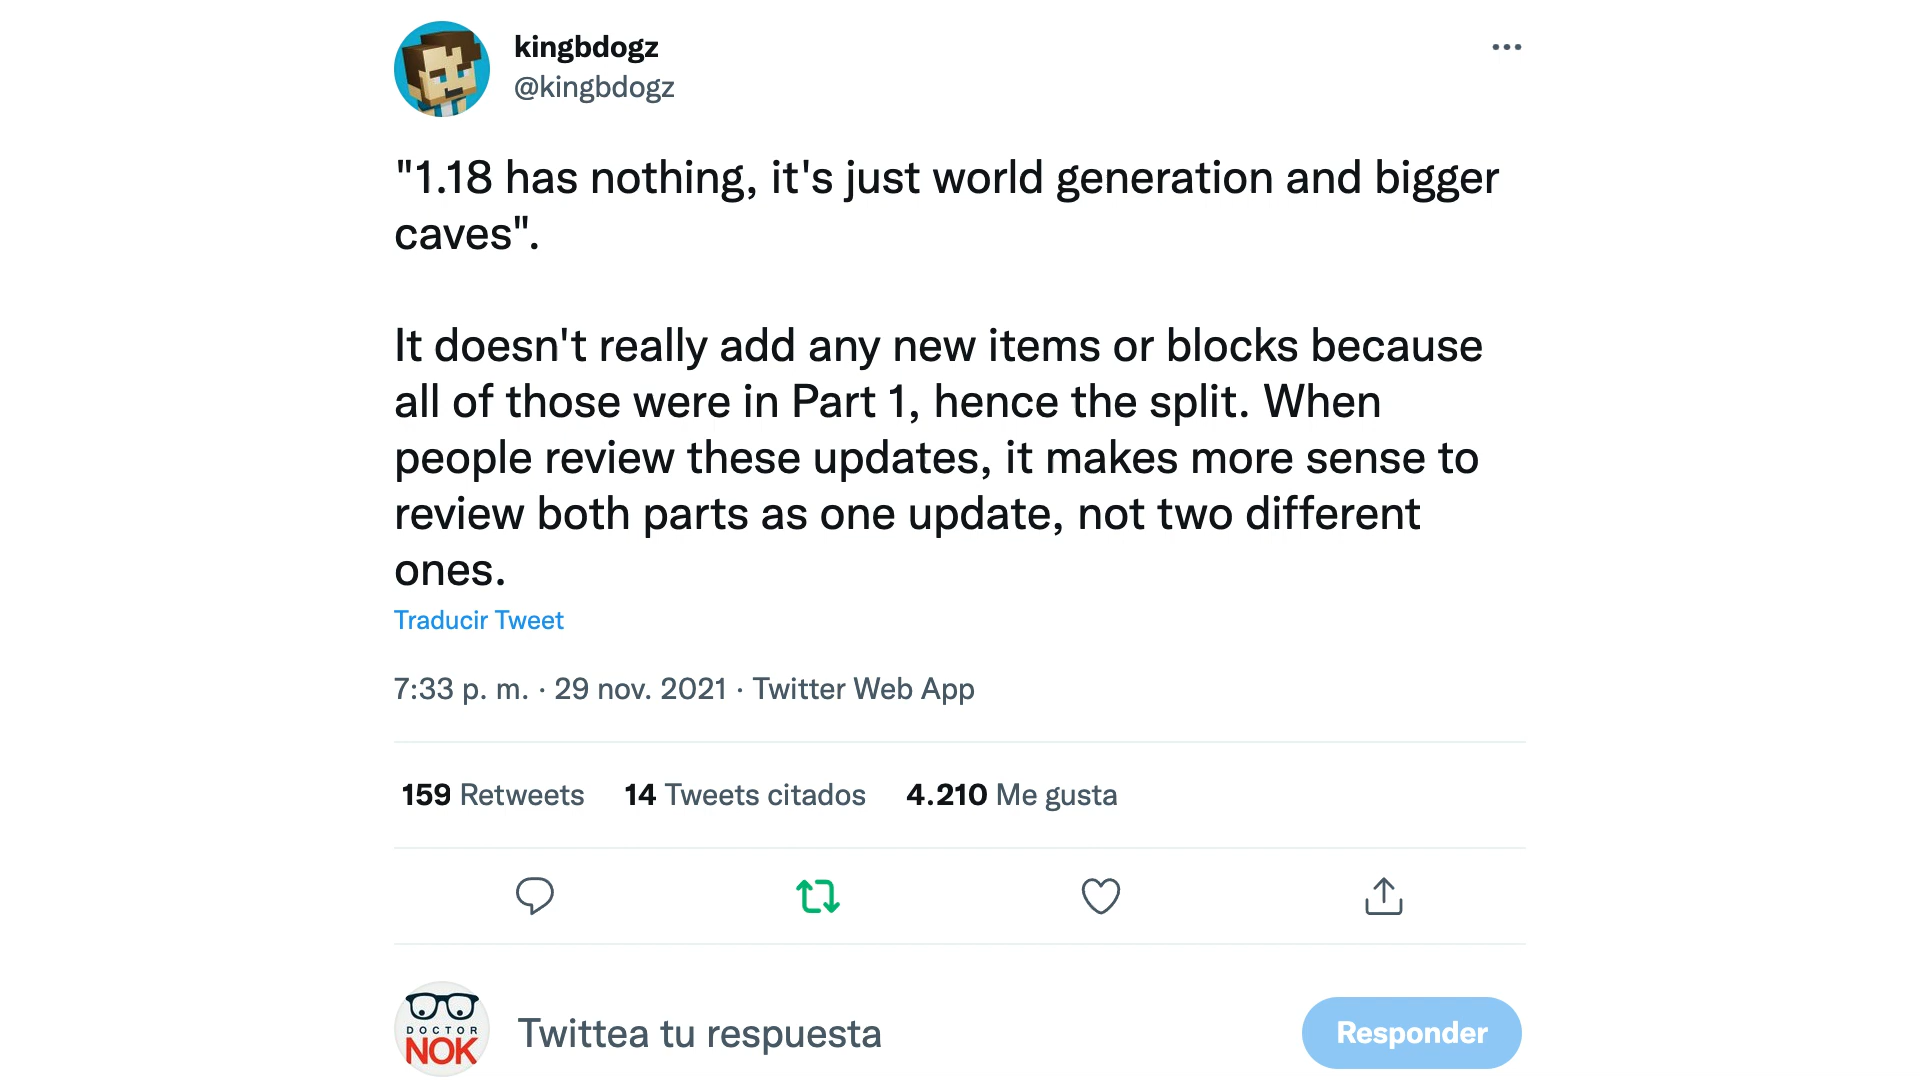 kingbdogz
@kingbdogz
"1.18 has nothing, it's just world generation and bigger
caves".
It doesn't really add any new items or blocks because
all of those were in Part 1, hence the split. When
people review these updates, it makes more sense to
review both parts as one update, not two different
ones.
Traducir Tweet
7:33 p. m. · 29 nov. 2021 · Twitter Web App
159 Retweets 14 Tweets citados 4.210 Me gusta
DOCTOR
NOK
Twittea tu respuesta
Responder